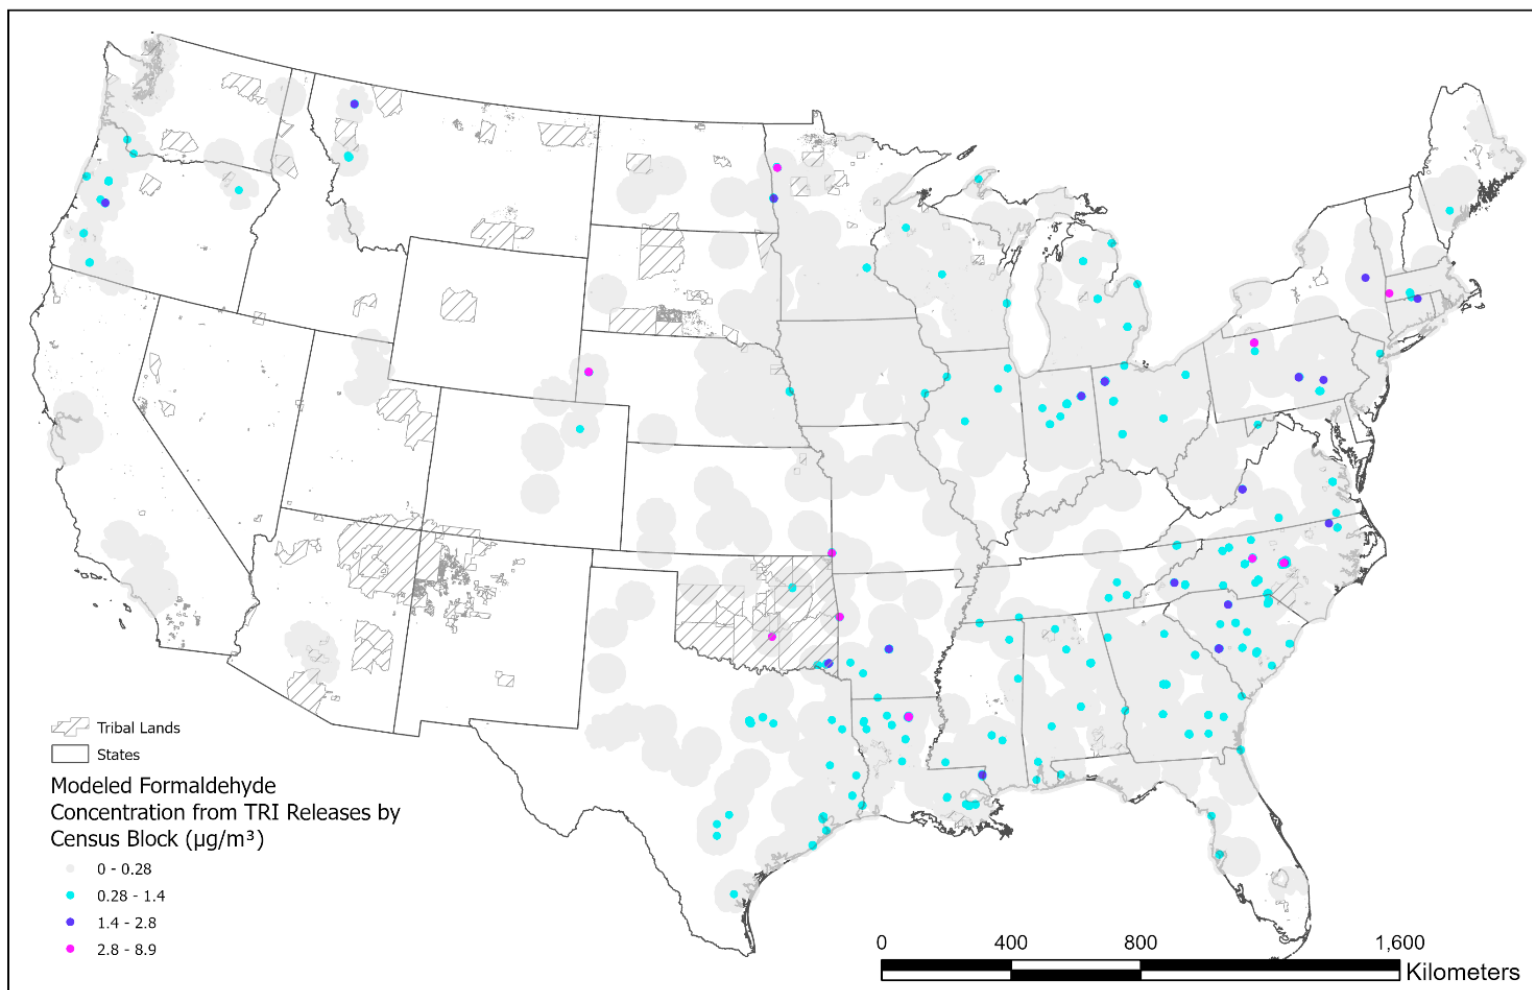 Tribal Lands
States
Modeled Formaldehyde
Concentration from TRI Releases by
Census Block (µg/m³)
0 - 0.28
0.28 - 1.4
1.4 - 2.8
2.8 - 8.9
0 400 800 1,600
Kilometers